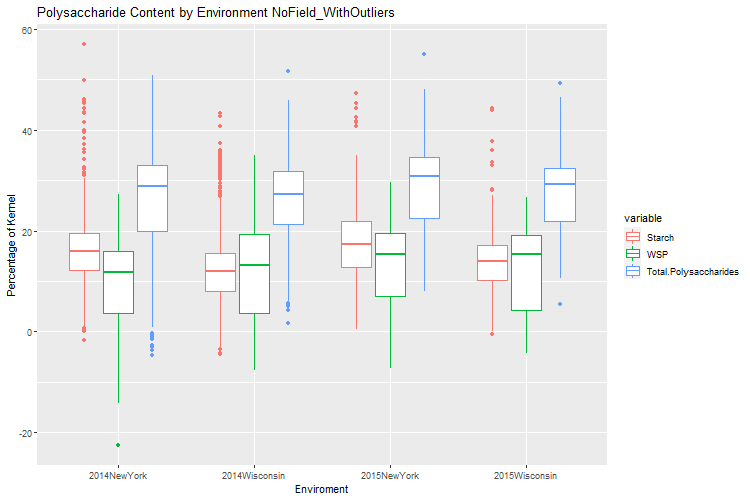 Polysaccharide Content by Environment NoField_WithOutliers
60
40
20
0
-20
Percentage of Kernel
2014NewYork
2014Wisconsin
2015NewYork
2015Wisconsin
Enviroment
variable
Starch
WSP
Total.Polysaccharides